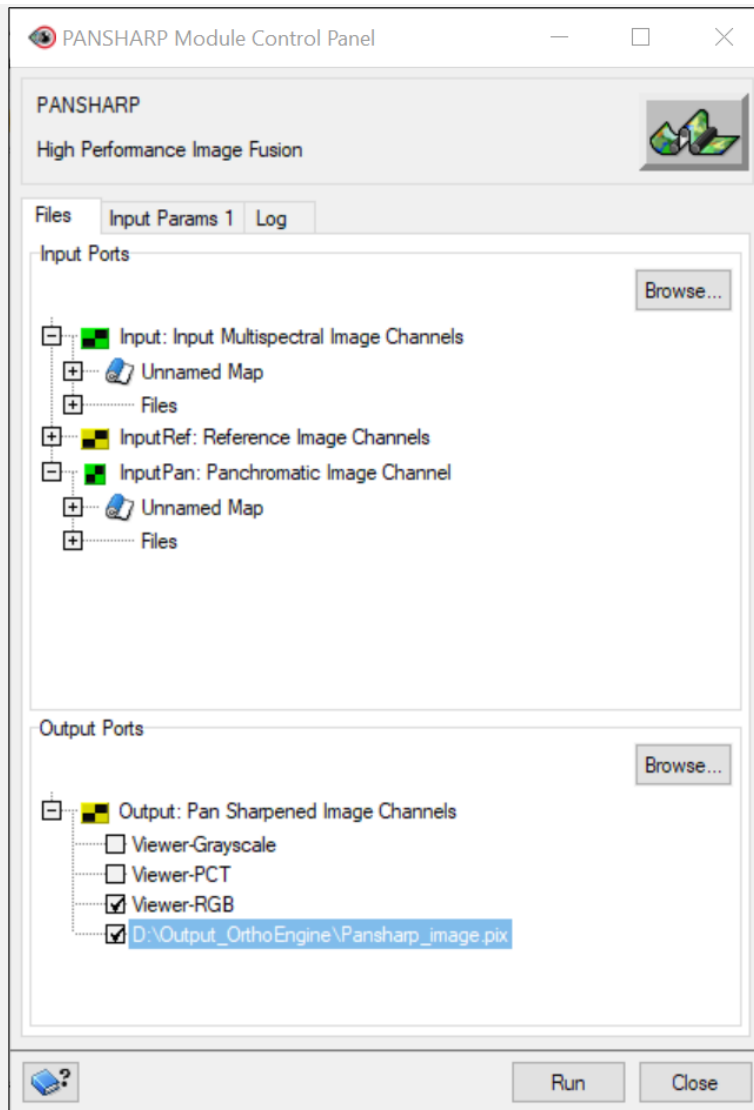 PANSHARP Module Control Panel
PANSHARP
High Performance Image Fusion
Files Input Params 1 Log
Input Ports
Browse...
Input: Input Multispectral Image Channels
Unnamed Map
Files
InputRef: Reference Image Channels
InputPan: Panchromatic Image Channel
Unnamed Map
Files
Output Ports
Browse...
Output: Pan Sharpened Image Channels
Viewer-Grayscale
Viewer-PCT
Viewer-RGB
D:\Output_OrthoEngine\Pansharp_image.pix
? Run Close